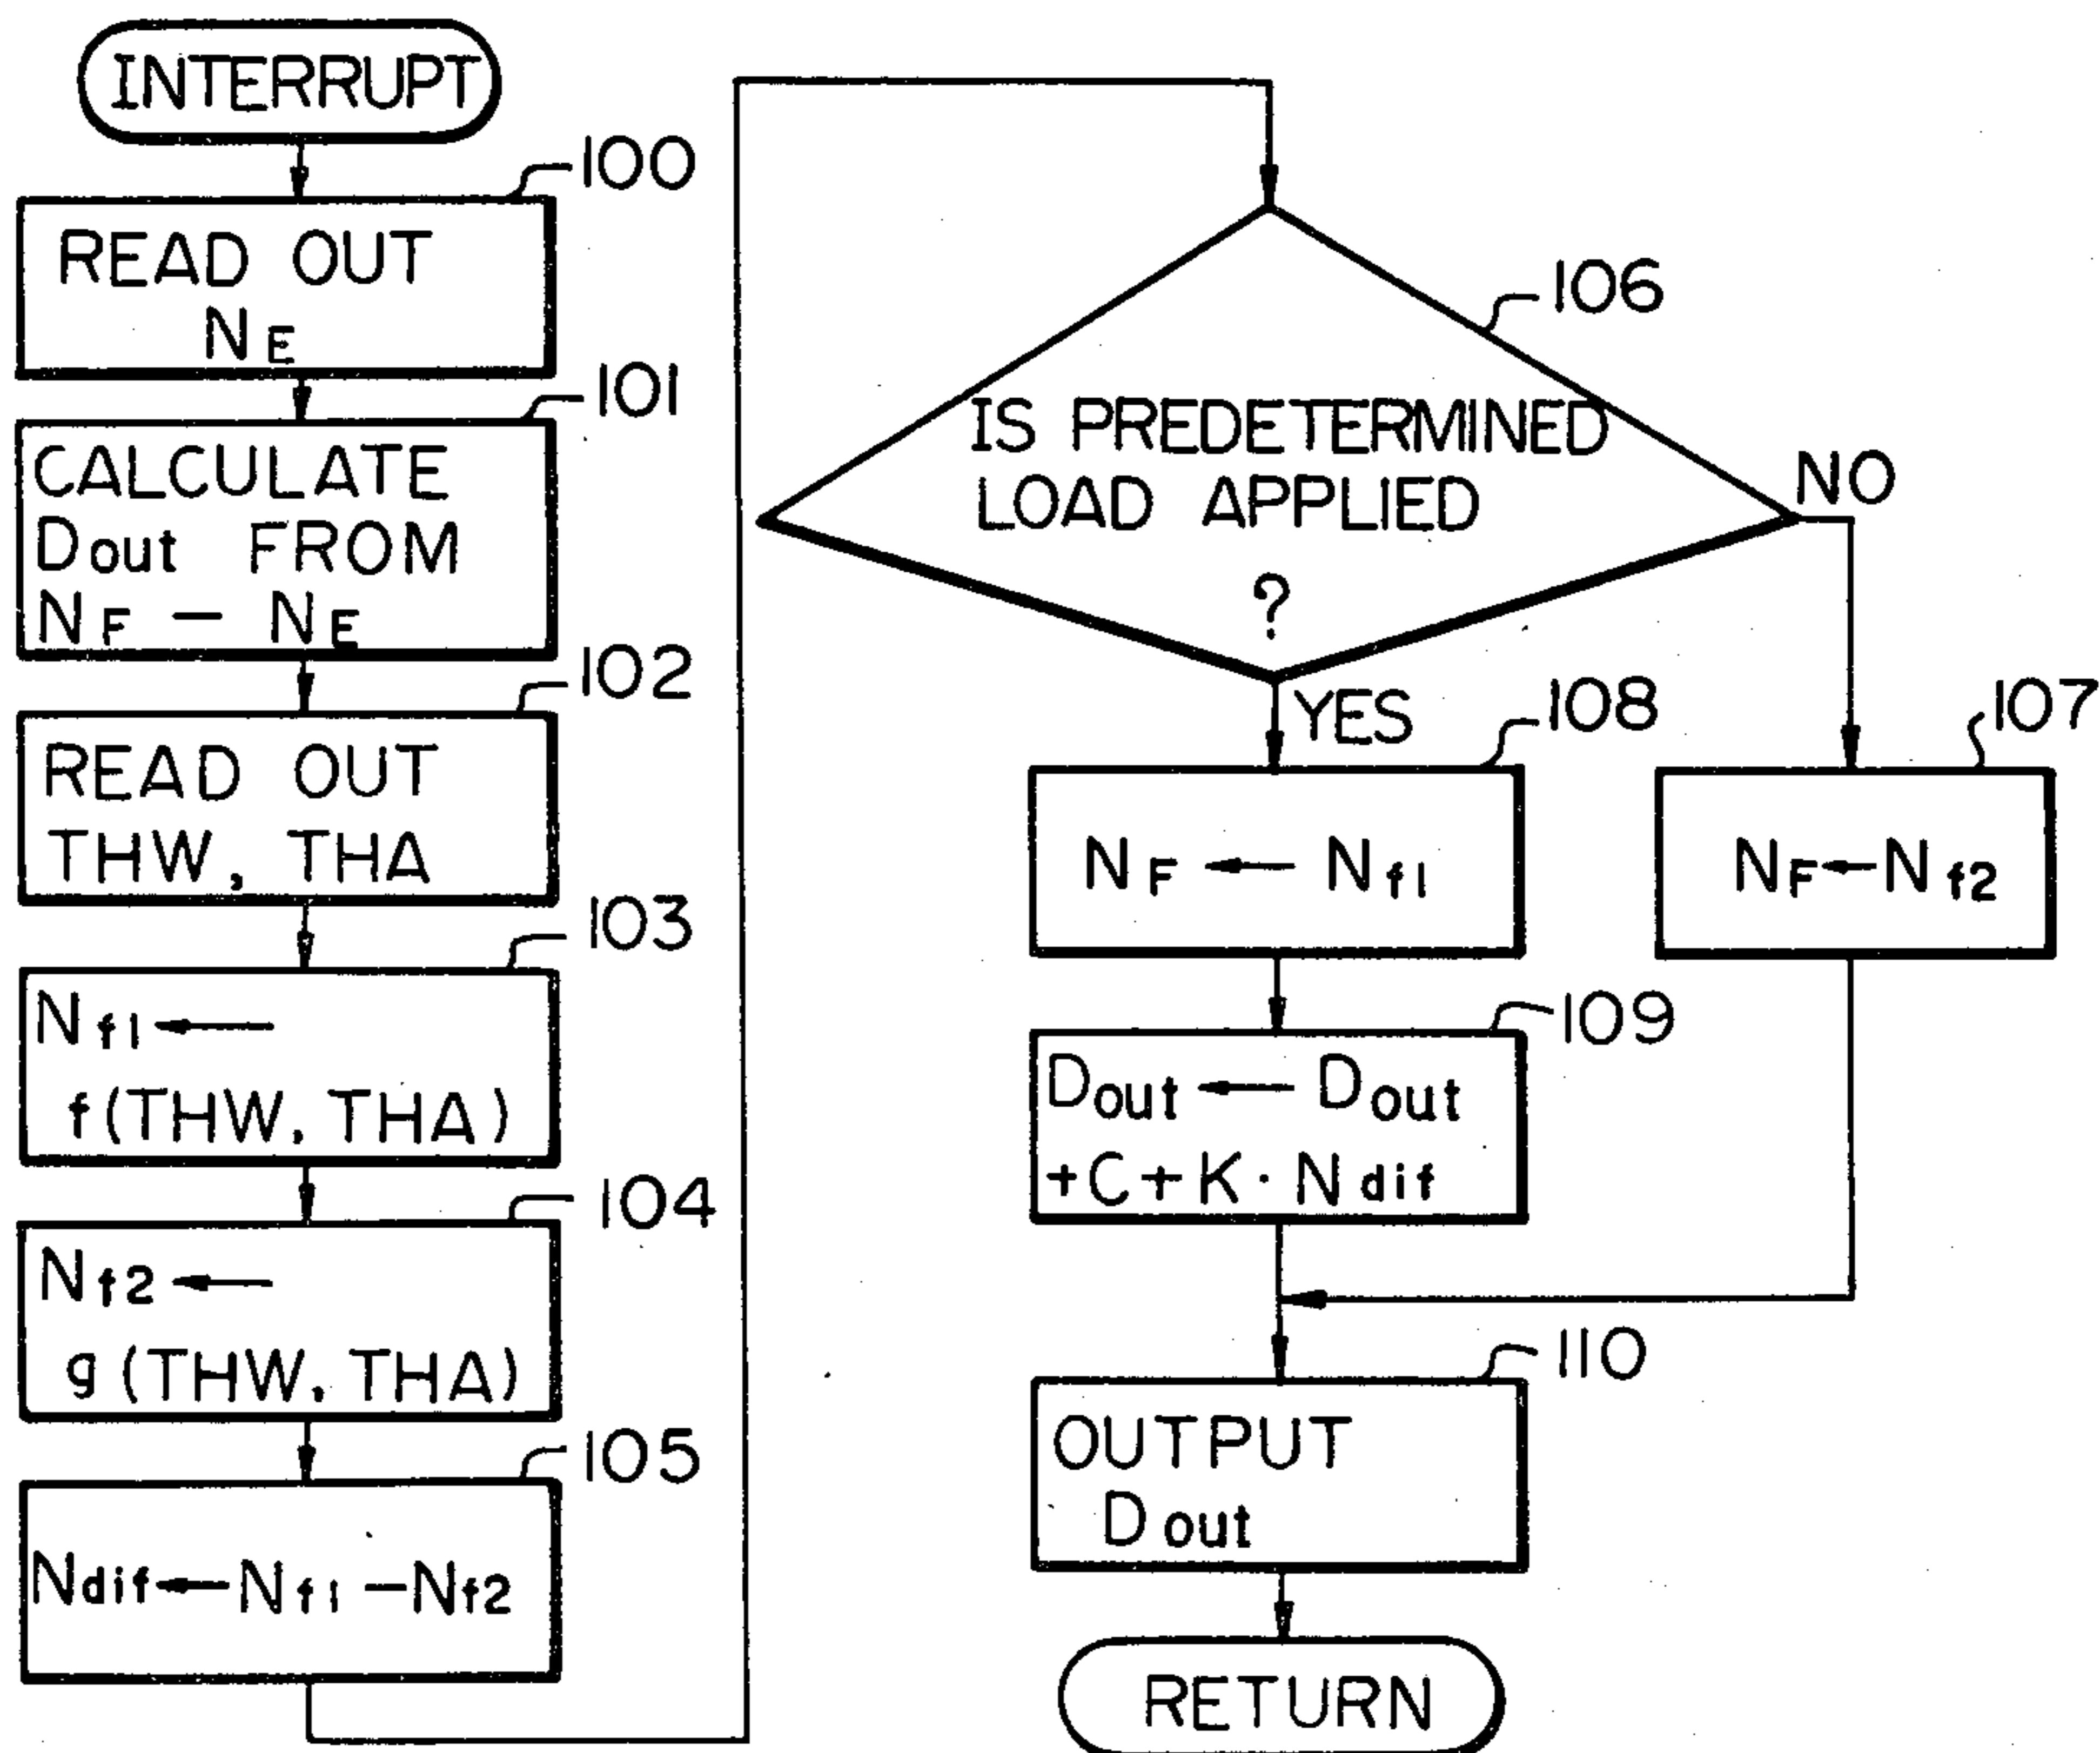 INTERRUPT
100
READ OUT
NE
101
CALCULATE
Dout FROM
NF — NE
102
READ OUT
THW, THA
103
Nf1 ←
f(THW, THA)
104
Nf2 ←
g(THW, THA)
105
Ndif ← Nf1 − Nf2
106
IS PREDETERMINED
LOAD APPLIED
?
NO
YES
108
NF ← Nf1
107
NF ← Nf2
109
Dout ← Dout
+C+K·Ndif
110
OUTPUT
Dout
RETURN